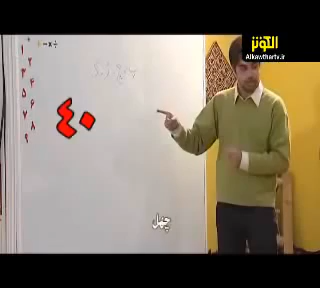 الکوثر
Alkawthartv.ir
+ - × ÷
۱
۲
۳
۴
۵
۶
۷
۸
۹
۴۰
چهل